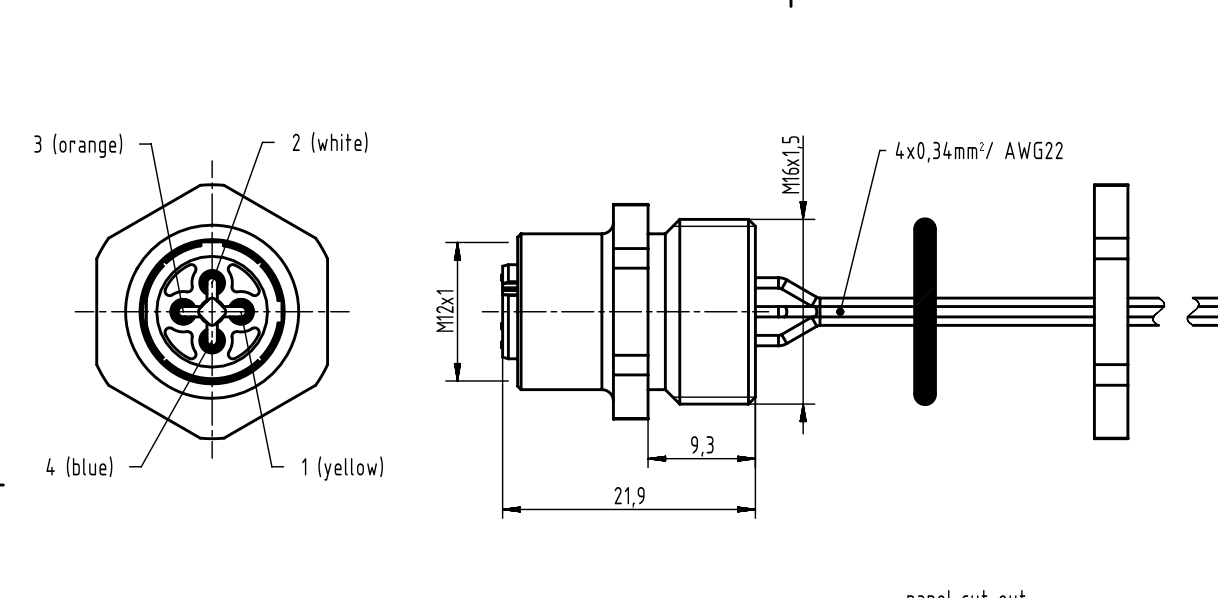 3 (orange)
2 (white)
4 (blue)
1 (yellow)
M12x1
M16x1,5
4x0,34mm²/ AWG22
9,3
21,9
panel cut out